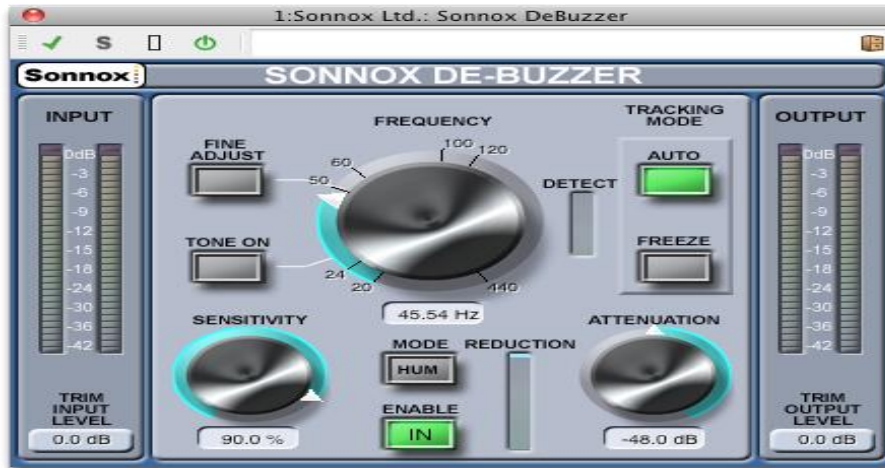 1:Sonnox Ltd.: Sonnox DeBuzzer
S
Sonnox
SONNOX DE-BUZZER
INPUT
0dB
-3
-6
-9
-12
-15
-18
-24
-30
-36
-42
TRIM
INPUT
LEVEL
0.0 dB
FREQUENCY
FINE
ADJUST
TONE ON
20
24
50
60
100
120
440
45.54 Hz
DETECT
TRACKING
MODE
AUTO
FREEZE
SENSITIVITY
90.0 %
MODE
HUM
ENABLE
IN
REDUCTION
ATTENUATION
-48.0 dB
OUTPUT
0dB
-3
-6
-9
-12
-15
-18
-24
-30
-36
-42
TRIM
OUTPUT
LEVEL
0.0 dB